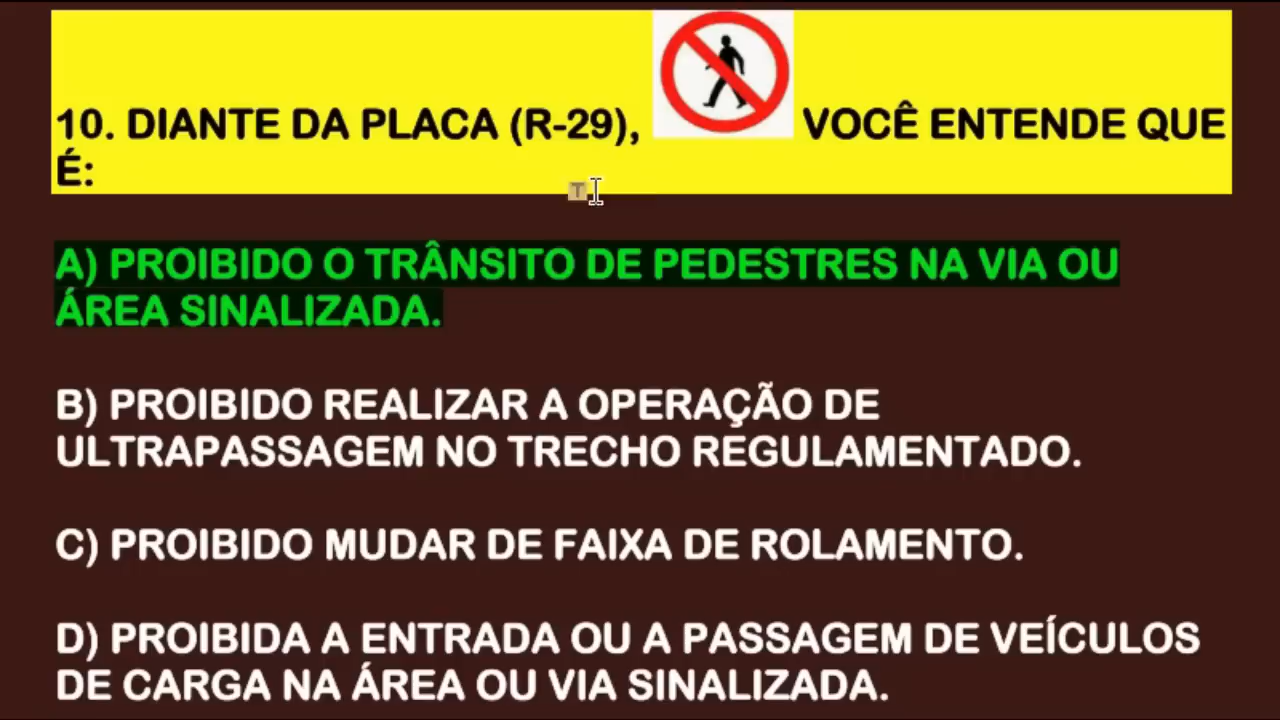 10. DIANTE DA PLACA (R-29), VOCÊ ENTENDE QUE
É:
T
A) PROIBIDO O TRÂNSITO DE PEDESTRES NA VIA OU
ÁREA SINALIZADA.
B) PROIBIDO REALIZAR A OPERAÇÃO DE
ULTRAPASSAGEM NO TRECHO REGULAMENTADO.
C) PROIBIDO MUDAR DE FAIXA DE ROLAMENTO.
D) PROIBIDA A ENTRADA OU A PASSAGEM DE VEÍCULOS
DE CARGA NA ÁREA OU VIA SINALIZADA.